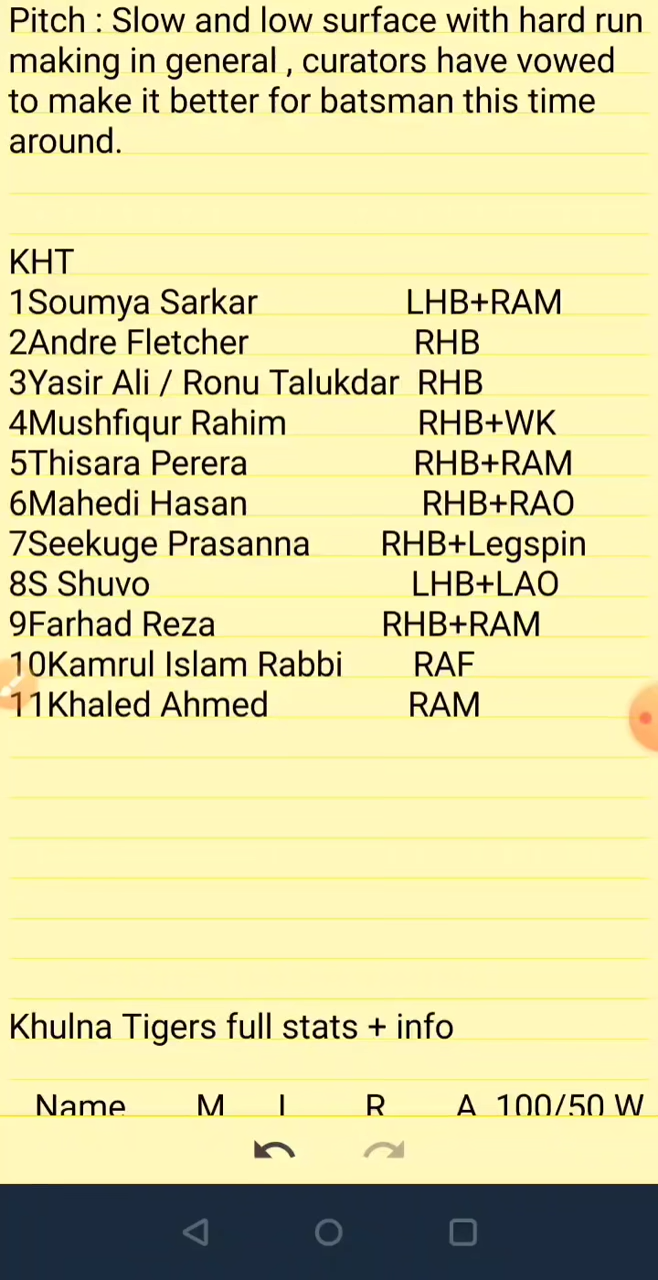 Pitch : Slow and low surface with hard run
making in general , curators have vowed
to make it better for batsman this time
around.
KHT
1Soumya Sarkar LHB+RAM
2Andre Fletcher RHB
3Yasir Ali / Ronu Talukdar RHB
4Mushfiqur Rahim RHB+WK
5Thisara Perera RHB+RAM
6Mahedi Hasan RHB+RAO
7Seekuge Prasanna RHB+Legspin
8S Shuvo LHB+LAO
9Farhad Reza RHB+RAM
10Kamrul Islam Rabbi RAF
11Khaled Ahmed RAM
Khulna Tigers full stats + info
Name M I R A 100/50 W